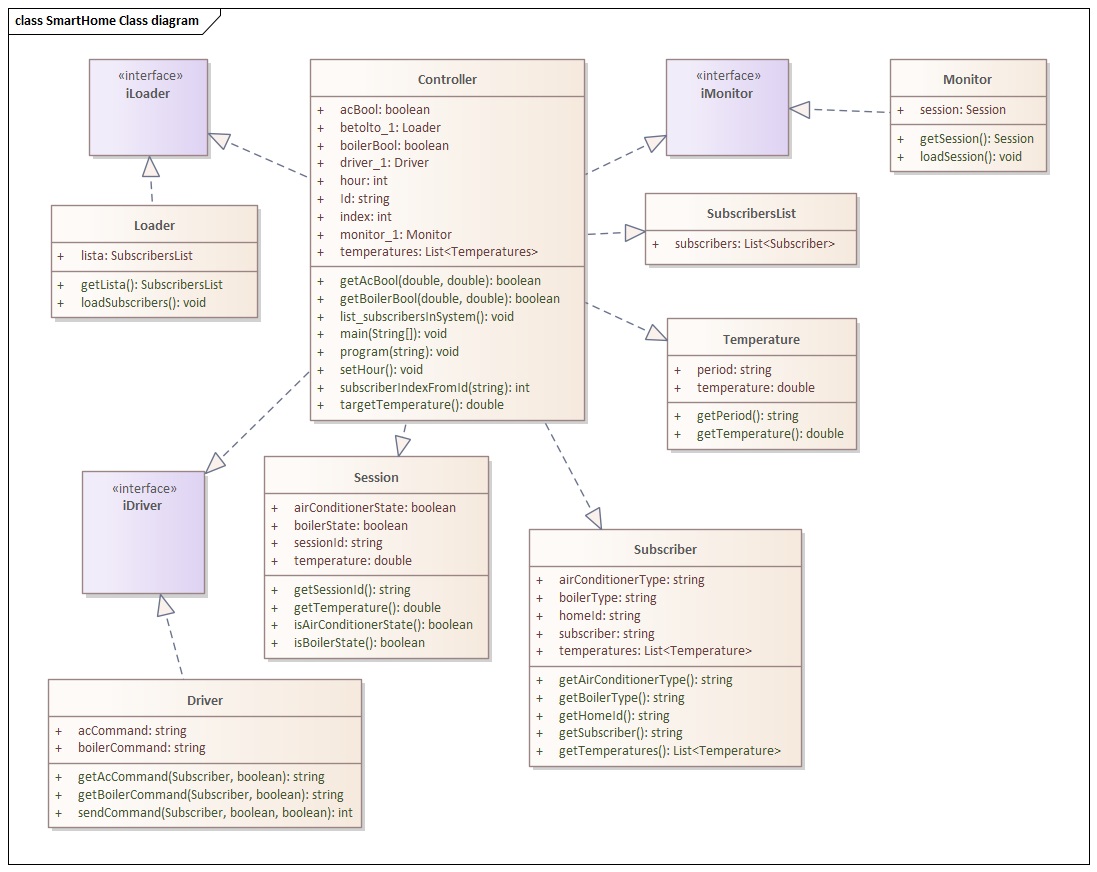 class SmartHome Class diagram
«interface»
iLoader
Controller
+ acBool: boolean
+ betolto_1: Loader
+ boilerBool: boolean
+ driver_1: Driver
+ hour: int
+ Id: string
+ index: int
+ monitor_1: Monitor
+ temperatures: List<Temperatures>
+ getAcBool(double, double): boolean
+ getBoilerBool(double, double): boolean
+ list_subscribersInSystem(): void
+ main(String[]): void
+ program(string): void
+ setHour(): void
+ subscriberIndexFromId(string): int
+ targetTemperature(): double
«interface»
iMonitor
Monitor
+ session: Session
+ getSession(): Session
+ loadSession(): void
Loader
+ lista: SubscribersList
+ getLista(): SubscribersList
+ loadSubscribers(): void
SubscribersList
+ subscribers: List<Subscriber>
Temperature
+ period: string
+ temperature: double
+ getPeriod(): string
+ getTemperature(): double
«interface»
iDriver
Session
+ airConditionerState: boolean
+ boilerState: boolean
+ sessionId: string
+ temperature: double
+ getSessionId(): string
+ getTemperature(): double
+ isAirConditionerState(): boolean
+ isBoilerState(): boolean
Subscriber
+ airConditionerType: string
+ boilerType: string
+ homeId: string
+ subscriber: string
+ temperatures: List<Temperature>
+ getAirConditionerType(): string
+ getBoilerType(): string
+ getHomeId(): string
+ getSubscriber(): string
+ getTemperatures(): List<Temperature>
Driver
+ acCommand: string
+ boilerCommand: string
+ getAcCommand(Subscriber, boolean): string
+ getBoilerCommand(Subscriber, boolean): string
+ sendCommand(Subscriber, boolean, boolean): int